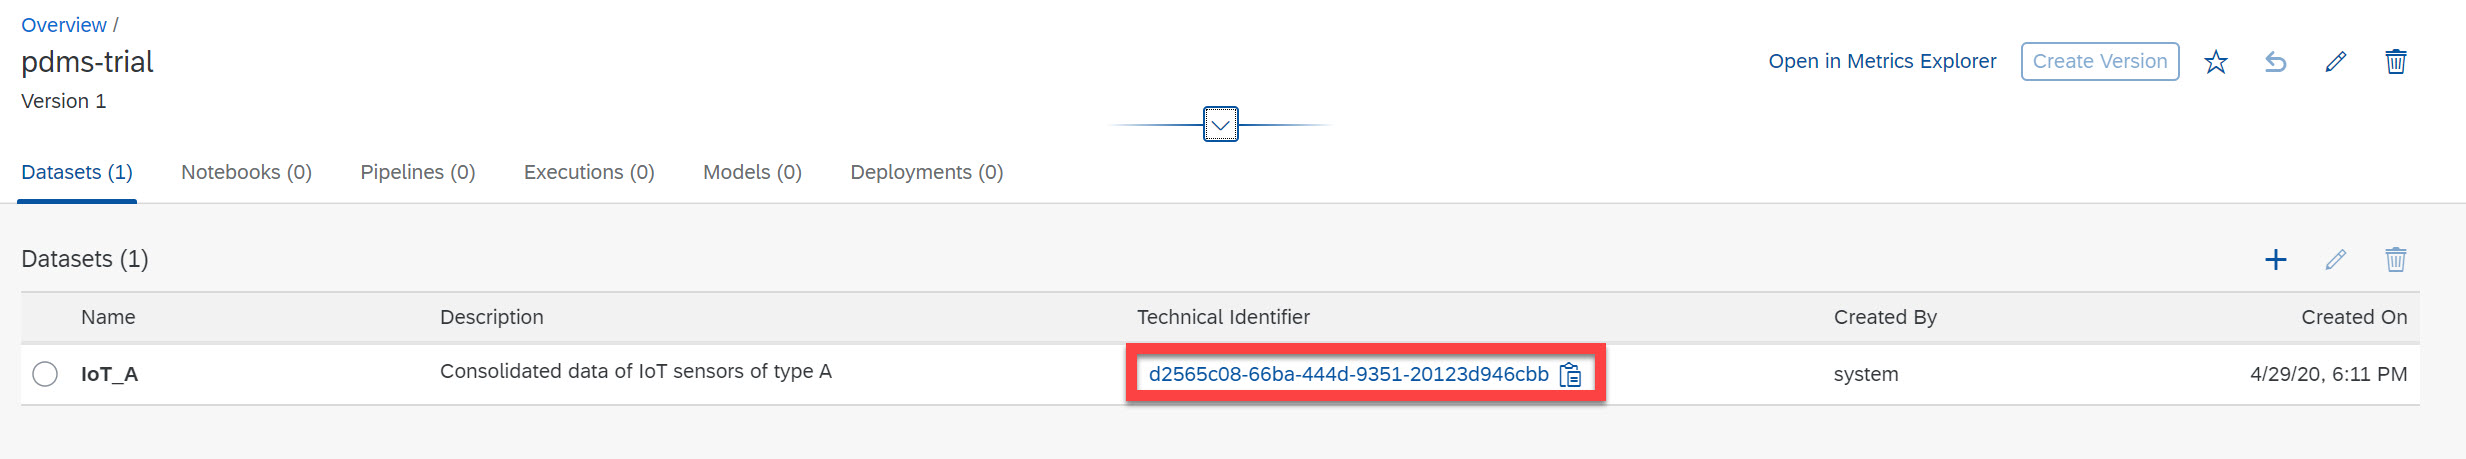 Overview /
pdms-trial
Open in Metrics Explorer Create Version
Version 1
Datasets (1) Notebooks (0) Pipelines (0) Executions (0) Models (0) Deployments (0)
Datasets (1)
Name Description Technical Identifier Created By Created On
IoT_A Consolidated data of IoT sensors of type A d2565c08-66ba-444d-9351-20123d946cbb system 4/29/20, 6:11 PM